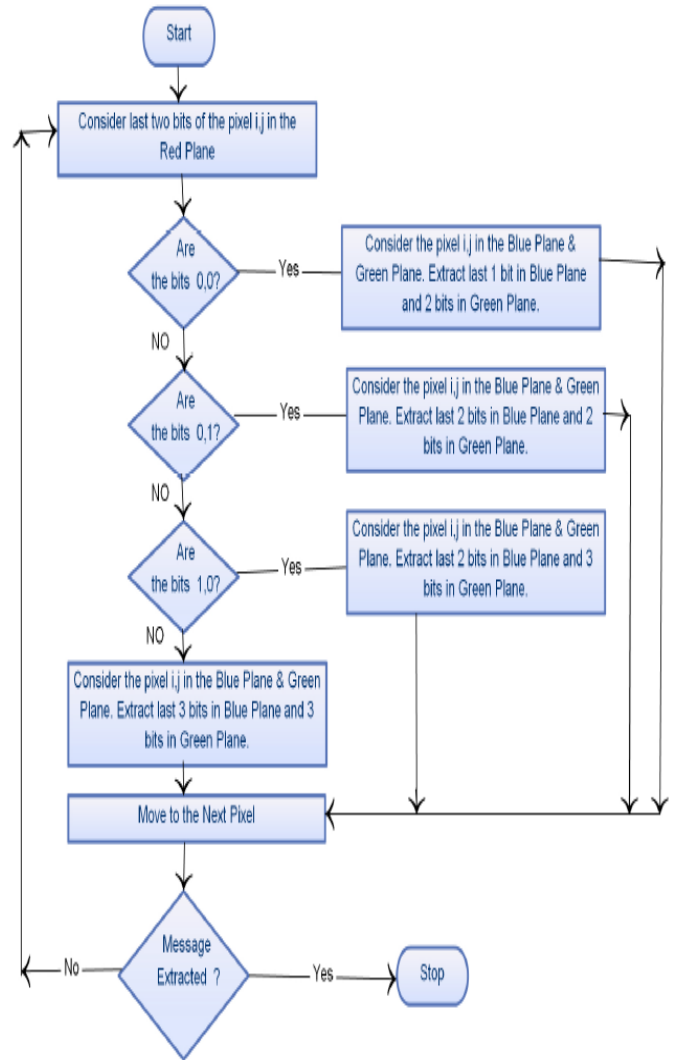 Start
Consider last two bits of the pixel i,j in the
Red Plane
Are
the bits 0,0?
Yes
Consider the pixel i,j in the Blue Plane &
Green Plane. Extract last 1 bit in Blue Plane
and 2 bits in Green Plane.
NO
Are
the bits 0,1?
Yes
Consider the pixel i,j in the Blue Plane & Green
Plane. Extract last 2 bits in Blue Plane and 2
bits in Green Plane.
NO
Are
the bits 1,0?
Yes
Consider the pixel i,j in the Blue Plane & Green
Plane. Extract last 2 bits in Blue Plane and 3
bits in Green Plane.
NO
Consider the pixel i,j in the Blue Plane & Green
Plane. Extract last 3 bits in Blue Plane and 3
bits in Green Plane.
Move to the Next Pixel
Message
Extracted ?
No
Yes
Stop